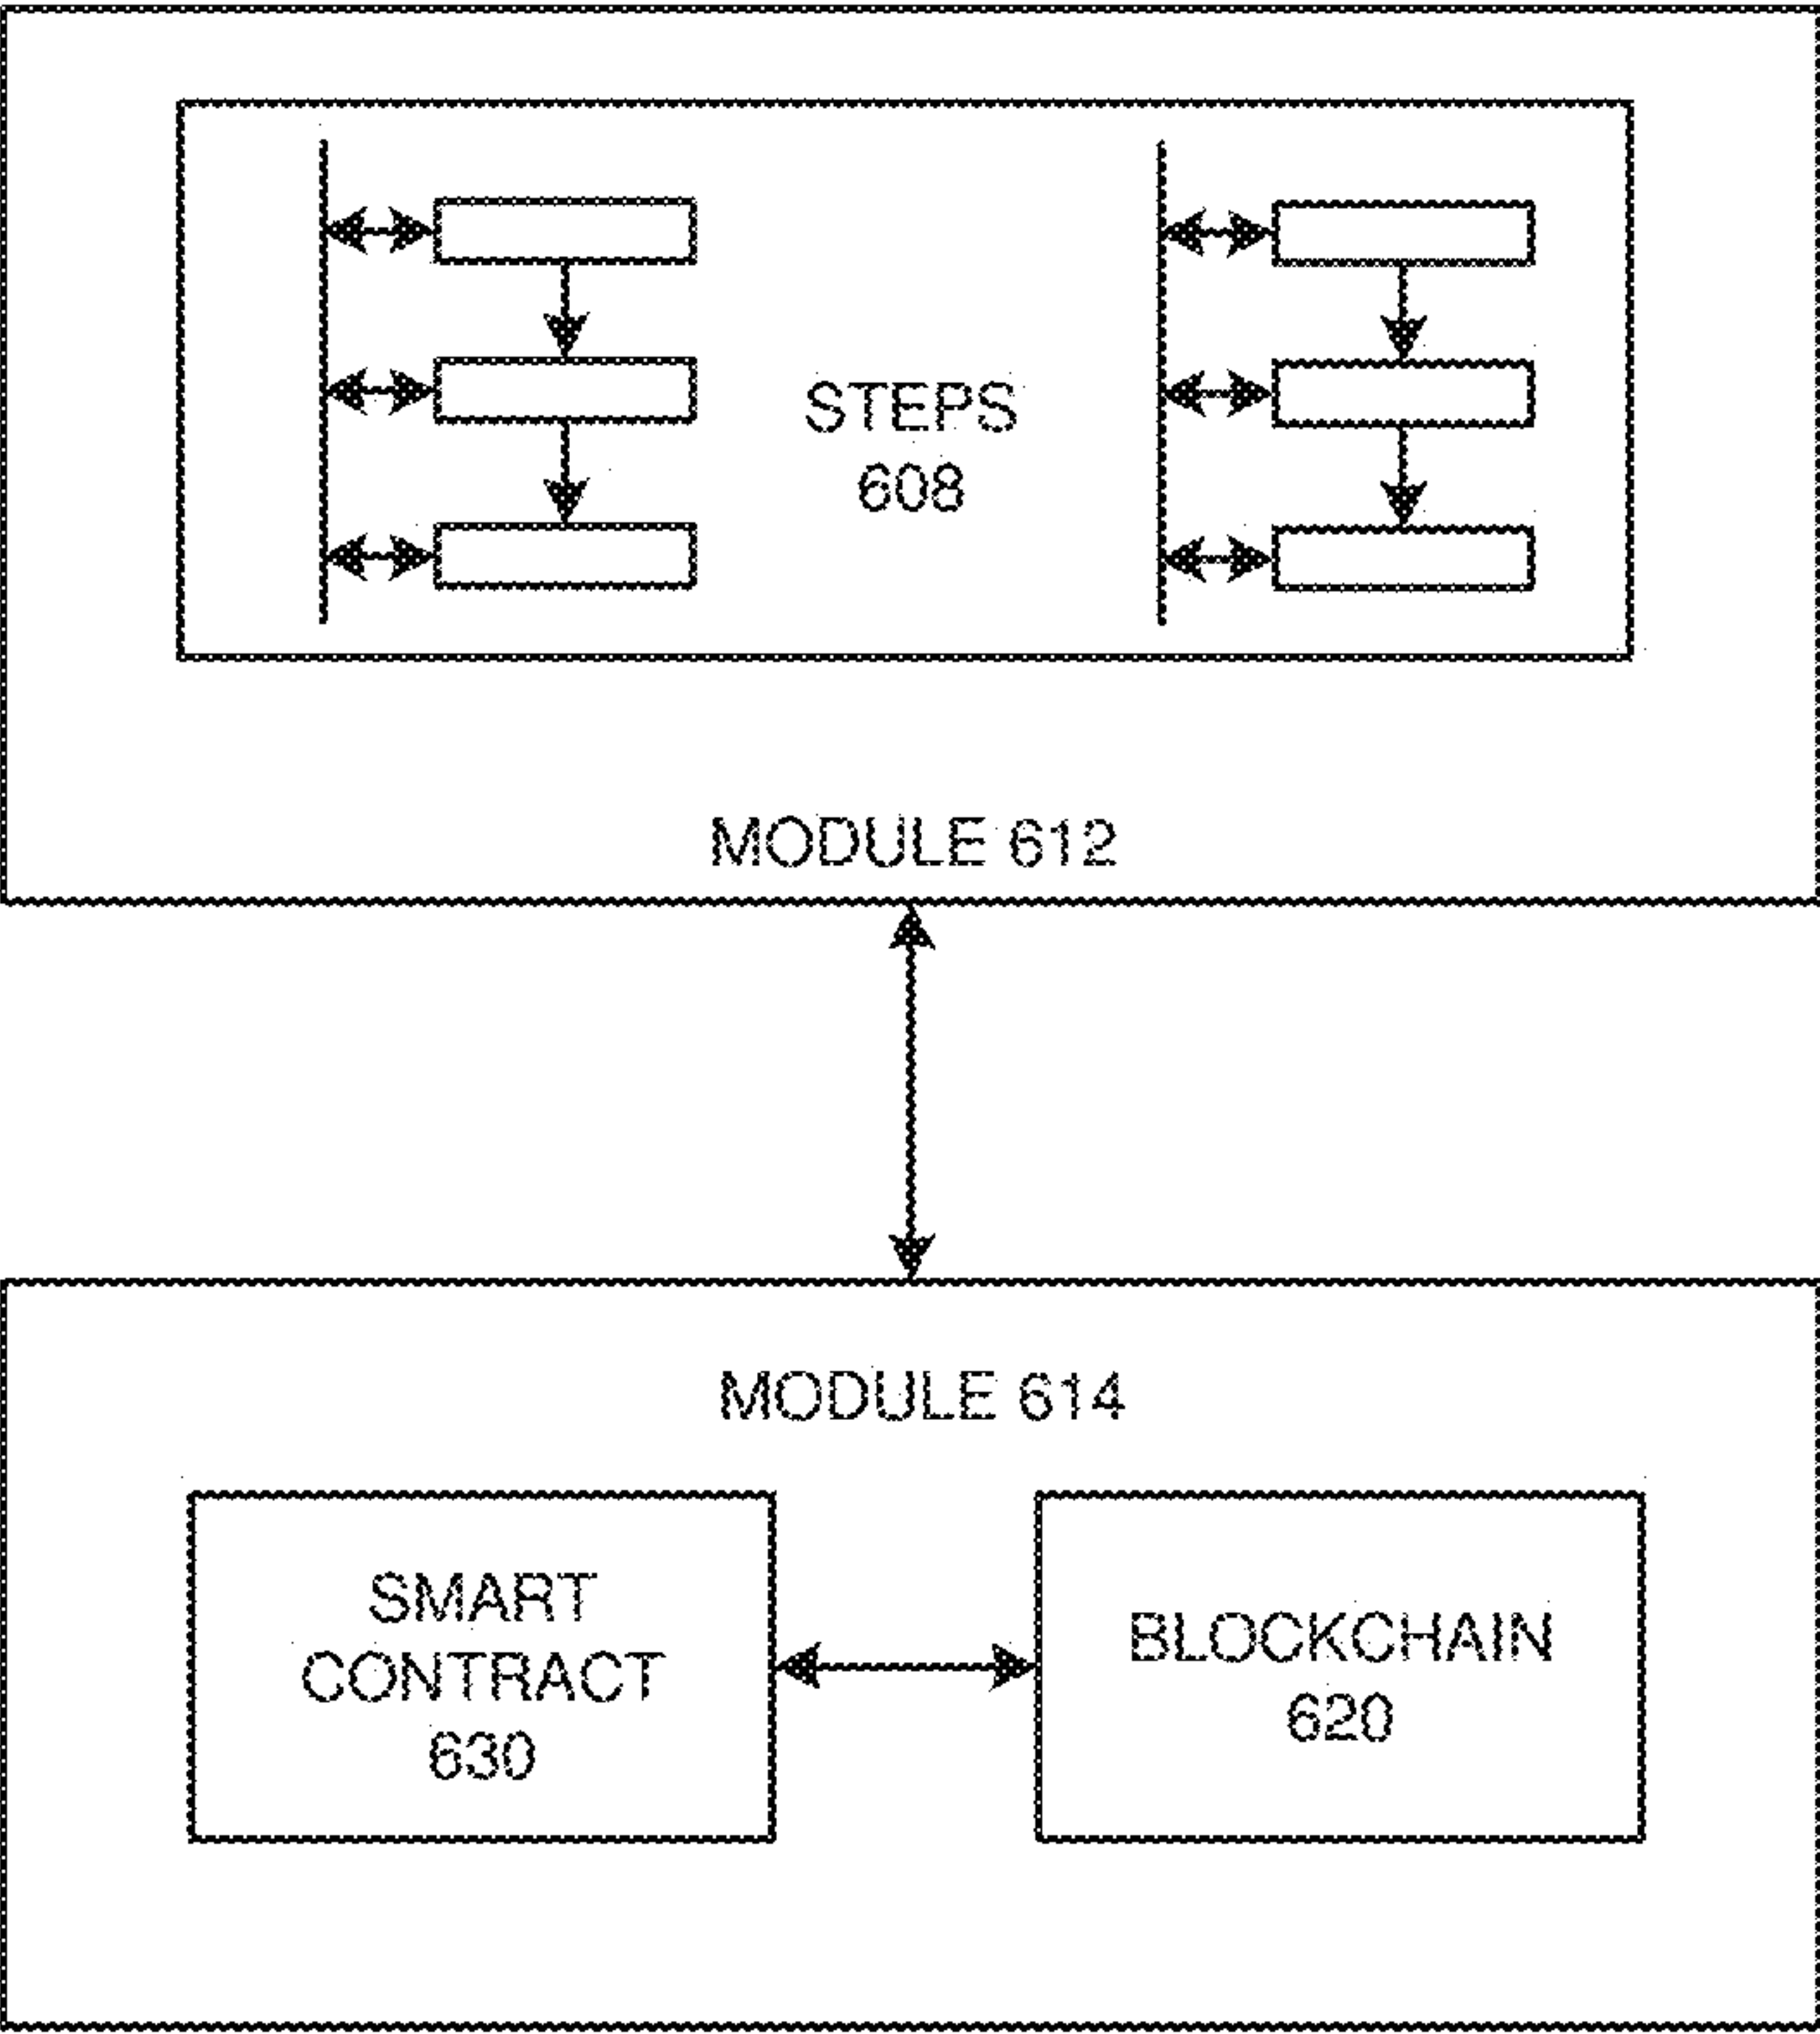 STEPS
608
MODULE 612
MODULE 614
SMART
CONTRACT
630
BLOCKCHAIN
620